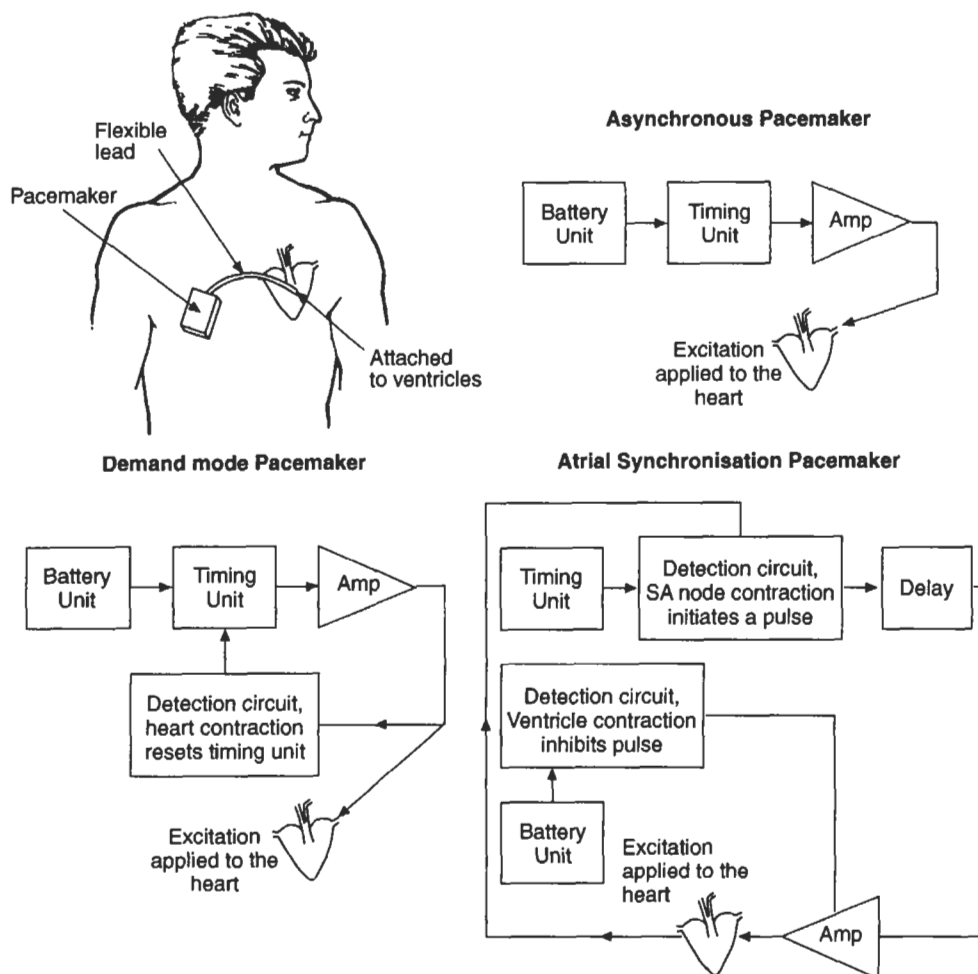 Flexible
lead
Pacemaker
Attached
to ventricles
Asynchronous Pacemaker
Battery
Unit
Timing
Unit
Amp
Excitation
applied to the
heart
Demand mode Pacemaker
Battery
Unit
Timing
Unit
Amp
Detection circuit,
heart contraction
resets timing unit
Excitation
applied to the
heart
Atrial Synchronisation Pacemaker
Timing
Unit
Detection circuit,
SA node contraction
initiates a pulse
Delay
Detection circuit,
Ventricle contraction
inhibits pulse
Battery
Unit
Excitation
applied to the
heart
Amp